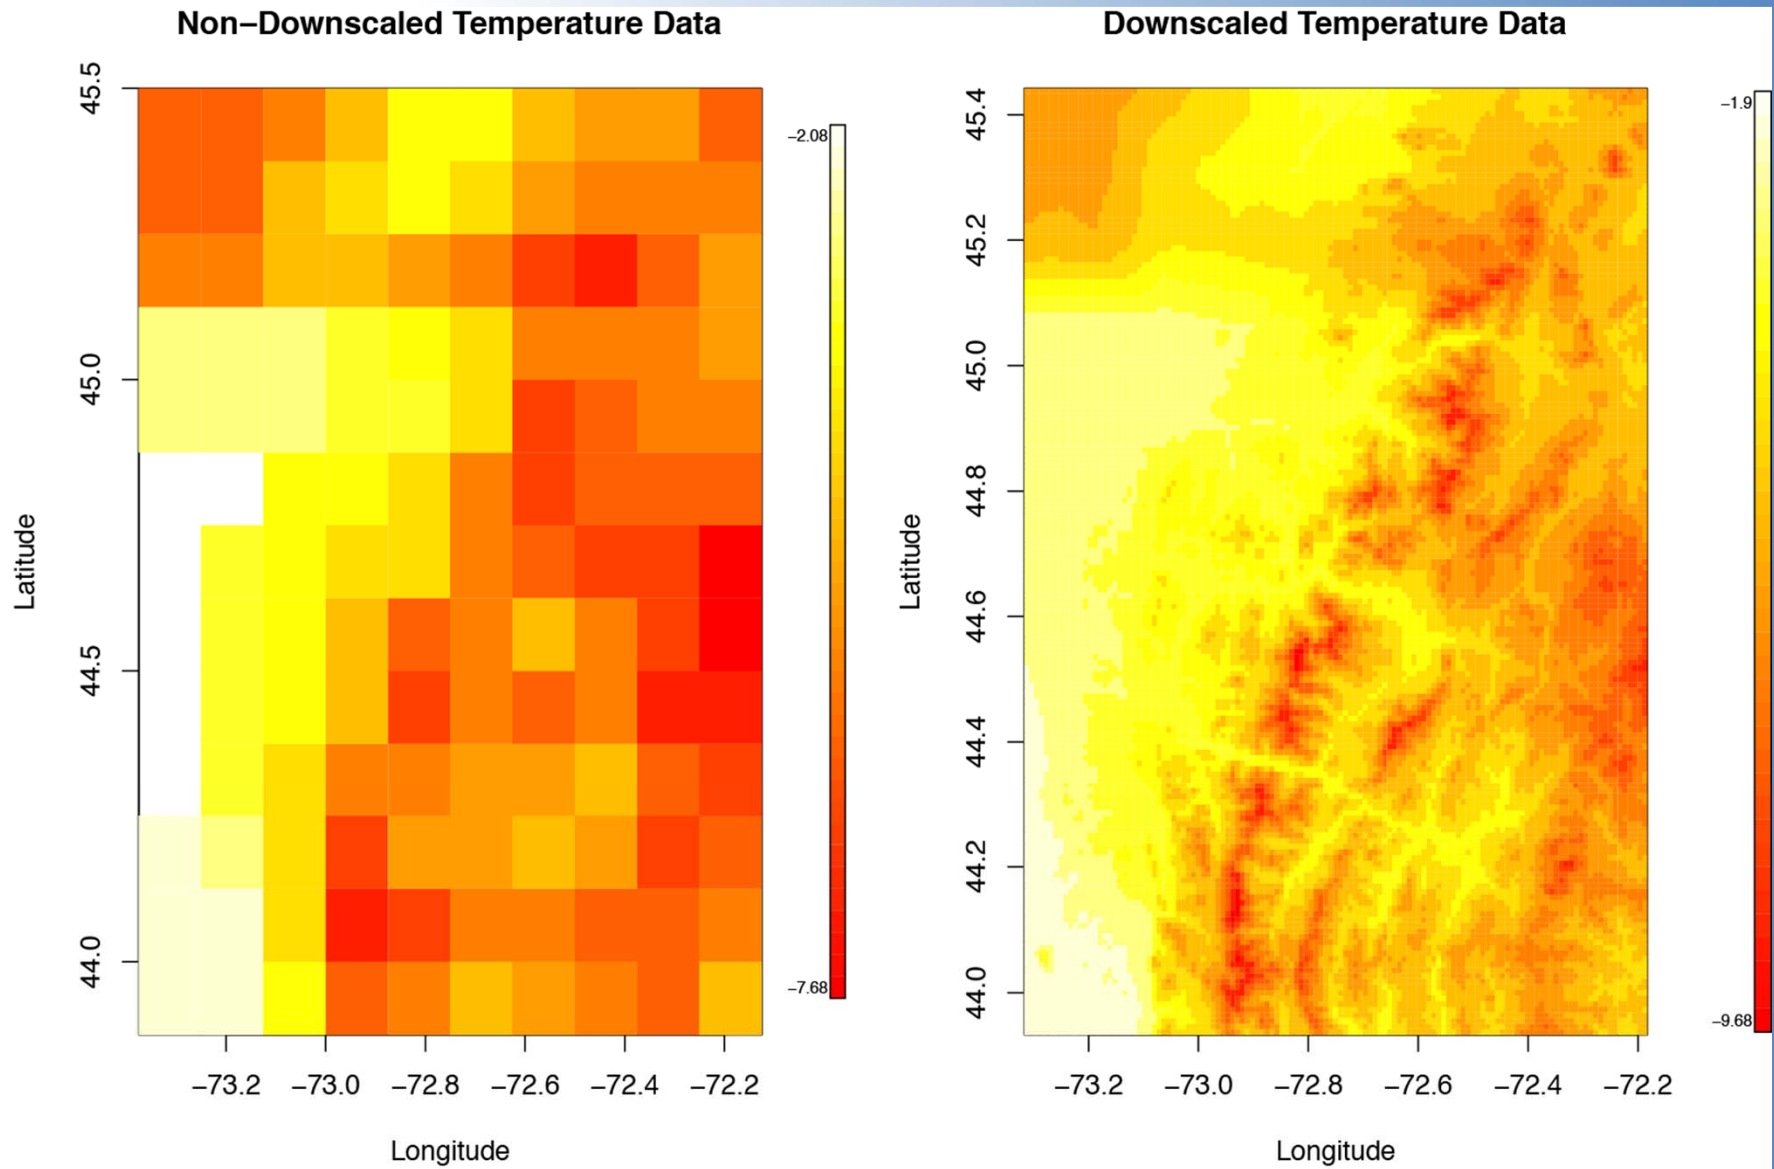 Non–Downscaled Temperature Data
45.5
45.0
44.5
44.0
Latitude
−73.2 −73.0 −72.8 −72.6 −72.4 −72.2
Longitude
−2.08
−7.68
Downscaled Temperature Data
45.4
45.2
45.0
44.8
44.6
44.4
44.2
44.0
Latitude
−73.2 −73.0 −72.8 −72.6 −72.4 −72.2
Longitude
−1.9
−9.68